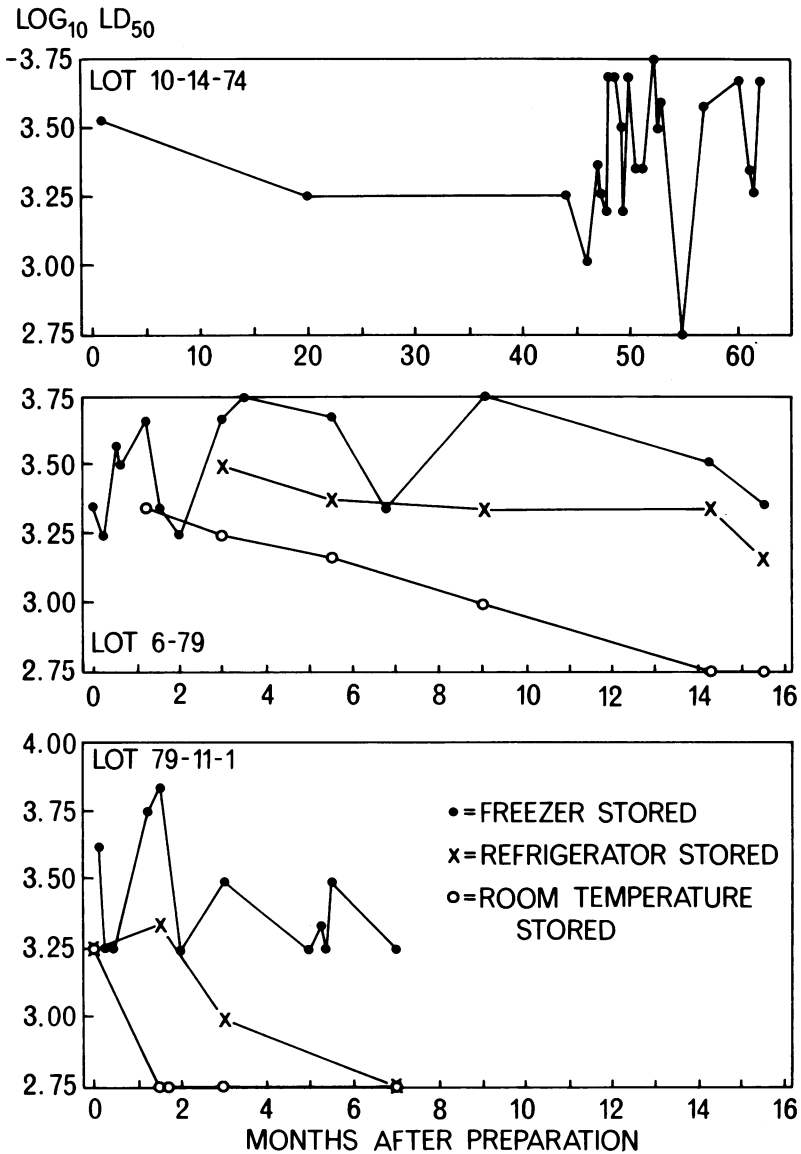 LOG10 LD50
-3.75
LOT 10-14-74
3.50
3.25
3.00
2.75
0 10 20 30 40 50 60
3.75
3.50
3.25
3.00
LOT 6-79
2.75
0 2 4 6 8 10 12 14 16
4.00
LOT 79-11-1
3.75
•=FREEZER STORED
x=REFRIGERATOR STORED
3.50
o=ROOM TEMPERATURE
STORED
3.25
3.00
2.75
0 2 4 6 8 10 12 14 16
MONTHS AFTER PREPARATION